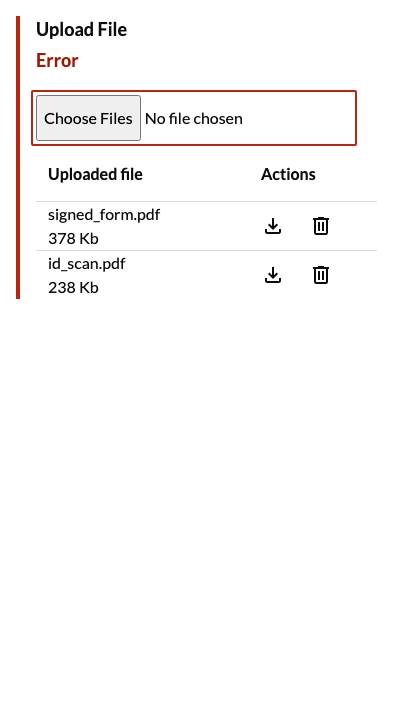 Upload File
Error
Choose Files No file chosen
Uploaded file Actions
signed_form.pdf
378 Kb
id_scan.pdf
238 Kb